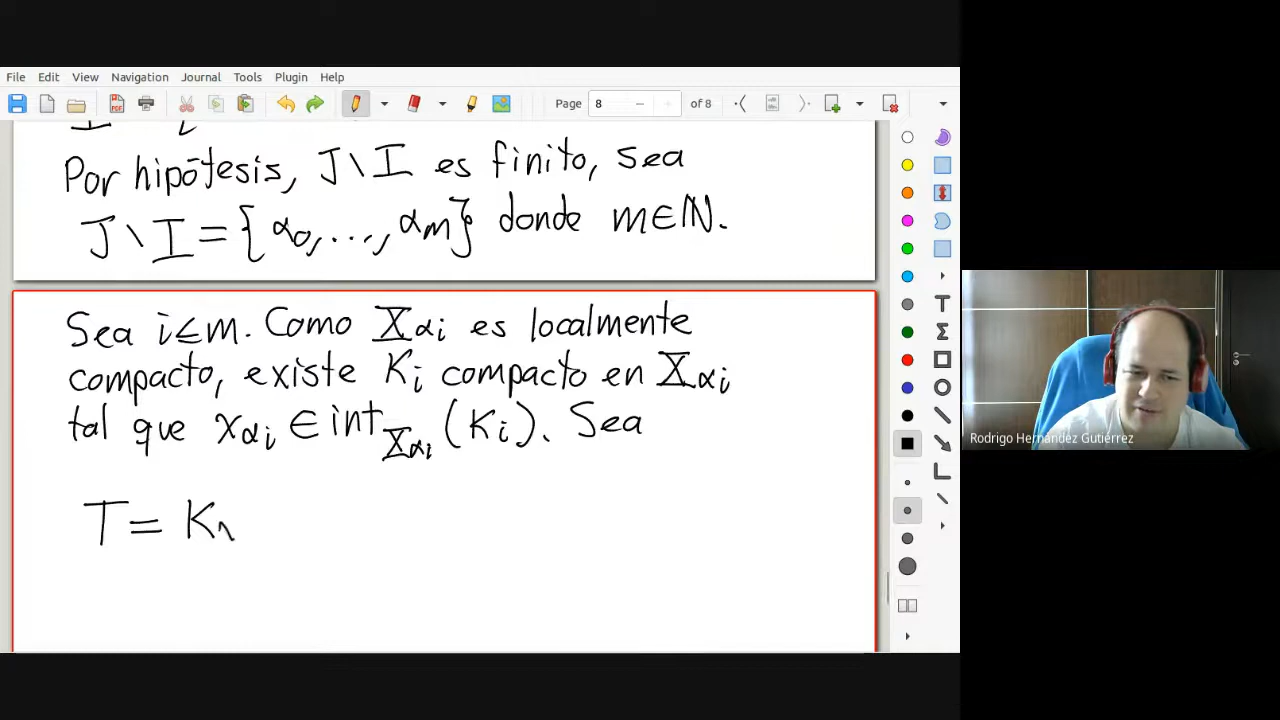 File Edit View Navigation Journal Tools Plugin Help
Page 8 of 8
Por hipótesis, J\I es finito, sea
J\I={α₀,...,αₘ} donde m∈ℕ.
Sea i≤m. Como 𝕏αᵢ es localmente
compacto, existe Kᵢ compacto en 𝕏αᵢ
tal que xαᵢ ∈ int𝕏αᵢ(Kᵢ). Sea
T= K
Rodrigo Hernández Gutiérrez